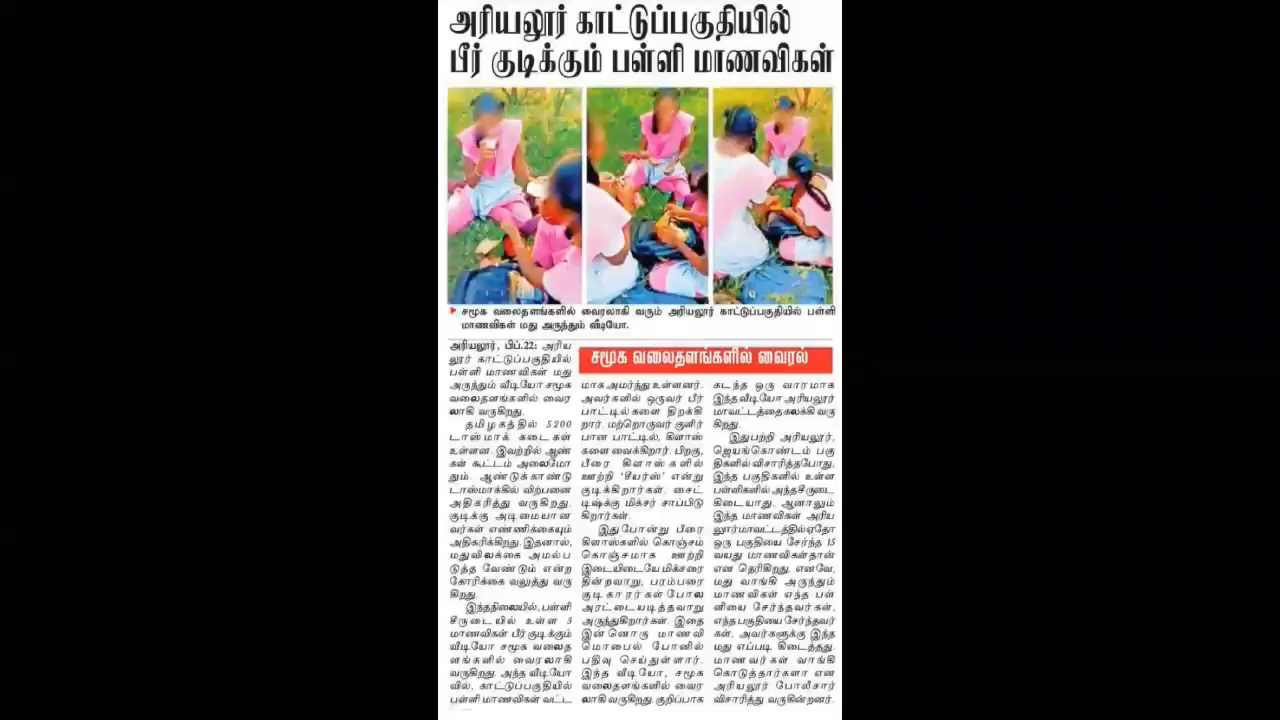 அரியலூர் காட்டுப்பகுதியில்
பீர் குடிக்கும் பள்ளி மாணவிகள்
சமூக வலைதளங்களில் வைரலாகி வரும் அரியலூர் காட்டுப்பகுதியில் பள்ளி
மாணவிகள் மது அருந்தும் வீடியோ.
சமூக வலைதளங்களில் வைரல்
அரியலூர், பிப்.22: அரிய
லூர் காட்டுப்பகுதியில்
பள்ளி மாணவிகள் மது
அருந்தும் வீடியோ சமூக
வலைதளங்களில் வைர
லாகி வருகிறது.
தமிழகத்தில் 5200
டாஸ்மாக் கடைகள்
உள்ளன. இவற்றில் ஆண்
கள் கூட்டம் அலைமோ
தும். ஆண்டுக்காண்டு
டாஸ்மாக்கில் விற்பனை
அதிகரித்து வருகிறது.
குடிக்கு அடிமையான
வர்கள் எண்ணிக்கையும்
அதிகரிக்கிறது. இதனால்,
மதுவிலக்கை அமல்ப
டுத்த வேண்டும் என்ற
கோரிக்கை வலுத்து வரு
கிறது.
இந்தநிலையில், பள்ளி
சீருடையில் உள்ள 3
மாணவிகள் பீர் குடிக்கும்
வீடியோ சமூக வலைத
ளங்களில் வைரலாகி
வருகிறது. அந்த வீடியோ
வில், காட்டுப்பகுதியில்
பள்ளி மாணவிகள் வட்ட
மாக அமர்ந்து உள்ளனர்.
அவர்களில் ஒருவர் பீர்
பாட்டில்களை திறக்கி
றார். மற்றொருவர் குளிர்
பான பாட்டில், கிளாஸ்
களை வைக்கிறார். பிறகு,
பீரை கிளாஸ்களில்
ஊற்றி 'சீயர்ஸ்' என்று
குடிக்கிறார்கள். சைட்
டிஷ்க்கு மிக்சர் சாப்பிடு
கிறார்கள்.
இதுபோன்று பீரை
கிளாஸ்களில் கொஞ்சம்
கொஞ்சமாக ஊற்றி
இடையிடையே மிக்சரை
தின்றவாறு, பரம்பரை
குடிகாரர்கள் போல
அரட்டையடித்தவாறு
அருந்துகிறார்கள். இதை
இன்னொரு மாணவி
மொபைல் போனில்
பதிவு செய்துள்ளார்.
இந்த வீடியோ, சமூக
வலைதளங்களில் வைர
லாகி வருகிறது. குறிப்பாக
கடந்த ஒரு வாரமாக
இந்த வீடியோ அரியலூர்
மாவட்டத்தை கலக்கி வரு
கிறது.
இதுபற்றி அரியலூர்,
ஜெயங்கொண்டம் பகு
திகளில் விசாரித்தபோது,
இந்த பகுதிகளில் உள்ள
பள்ளிகளில் அந்த சீருடை
கிடையாது. ஆனாலும்
இந்த மாணவிகள் அரிய
லூர் மாவட்டத்தில் ஏதோ
ஒரு பகுதியை சேர்ந்த 15
வயது மாணவிகள்தான்
என தெரிகிறது. எனவே,
மது வாங்கி அருந்தும்
மாணவிகள் எந்த பள்
ளியை சேர்ந்தவர்கள்,
எந்த பகுதியை சேர்ந்தவர்
கள், அவர்களுக்கு இந்த
மது எப்படி கிடைத்தது.
மாணவர்கள் வாங்கி
கொடுத்தார்களா என
அரியலூர் போலீசார்
விசாரித்து வருகின்றனர்.